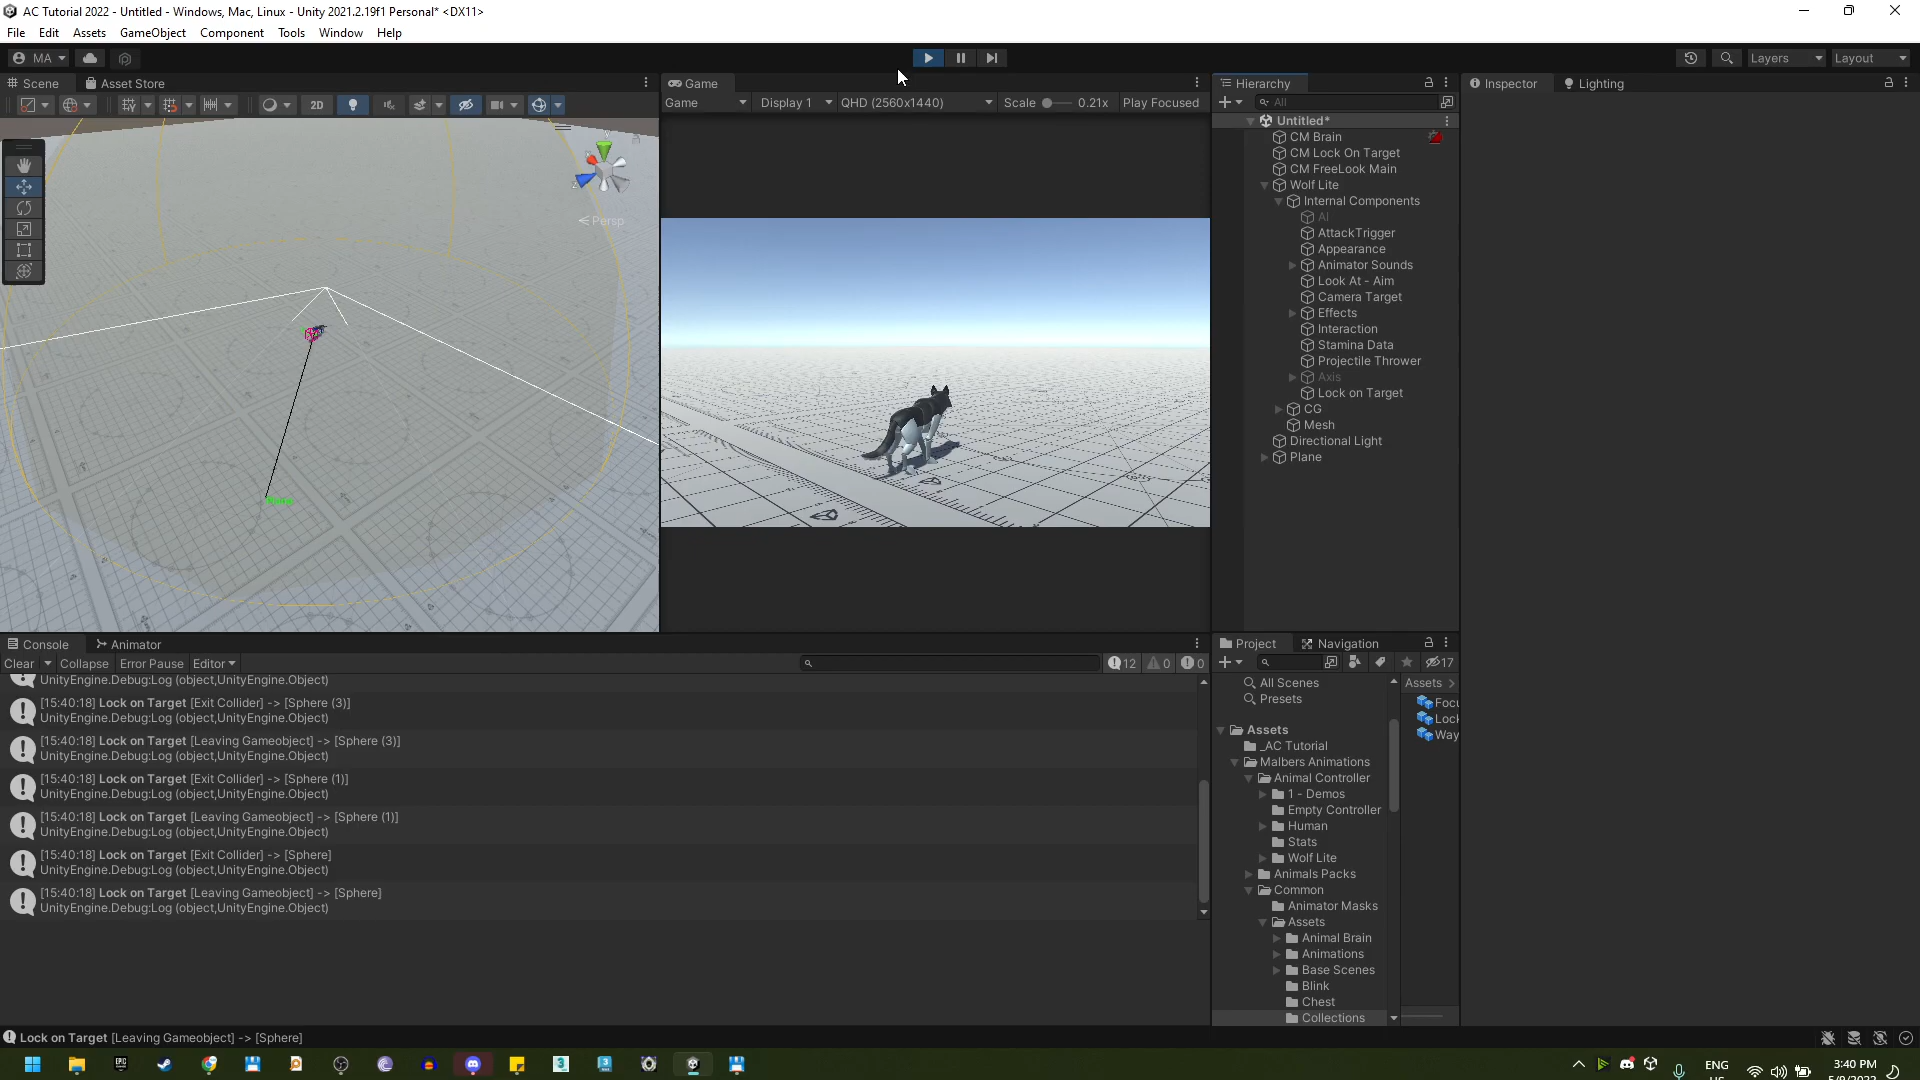 AC Tutorial 2022 - Untitled - Windows, Mac, Linux - Unity 2021.2.19f1 Personal* <DX11>
File Edit Assets GameObject Component Tools Window Help
MA
Layers Layout
Scene Asset Store
Game
Hierarchy
Inspector Lighting
2D
Game Display 1 QHD (2560x1440) Scale 0.21x Play Focused
All
Persp
Untitled*
CM Brain
CM Lock On Target
CM FreeLook Main
Wolf Lite
Internal Components
AI
AttackTrigger
Appearance
Animator Sounds
Look At - Aim
Camera Target
Effects
Interaction
Stamina Data
Projectile Thrower
Axis
Lock on Target
CG
Mesh
Directional Light
Plane
Console Animator
Clear Collapse Error Pause Editor
12 0 0
UnityEngine.Debug:Log (object,UnityEngine.Object)
[15:40:18] Lock on Target [Exit Collider] -> [Sphere (3)]
UnityEngine.Debug:Log (object,UnityEngine.Object)
[15:40:18] Lock on Target [Leaving Gameobject] -> [Sphere (3)]
UnityEngine.Debug:Log (object,UnityEngine.Object)
[15:40:18] Lock on Target [Exit Collider] -> [Sphere (1)]
UnityEngine.Debug:Log (object,UnityEngine.Object)
[15:40:18] Lock on Target [Leaving Gameobject] -> [Sphere (1)]
UnityEngine.Debug:Log (object,UnityEngine.Object)
[15:40:18] Lock on Target [Exit Collider] -> [Sphere]
UnityEngine.Debug:Log (object,UnityEngine.Object)
[15:40:18] Lock on Target [Leaving Gameobject] -> [Sphere]
UnityEngine.Debug:Log (object,UnityEngine.Object)
Project Navigation
17
All Scenes
Presets
Assets
_AC Tutorial
Malbers Animations
Animal Controller
1 - Demos
Empty Controller
Human
Stats
Wolf Lite
Animals Packs
Common
Animator Masks
Assets
Animal Brain
Animations
Base Scenes
Blink
Chest
Collections
Assets
Focu
Lock
Way
Lock on Target [Leaving Gameobject] -> [Sphere]
ENG
3:40 PM